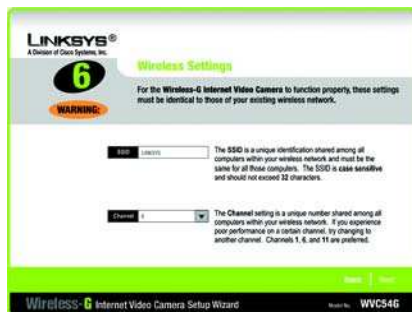 LINKSYS®
A Division of Cisco Systems, Inc.
6
WARNING:
Wireless Settings
For the Wireless-G Internet Video Camera to function properly, these settings
must be identical to those of your existing wireless network.
SSID
LINKSYS
The SSID is a unique identification shared among all
computers within your wireless network and must be the
same for all those computers. The SSID is case sensitive
and should not exceed 32 characters.
Channel
6
The Channel setting is a unique number shared among all
computers within your wireless network. If you experience
poor performance on a certain channel, try changing to
another channel. Channels 1, 6, and 11 are preferred.
Wireless-G Internet Video Camera Setup Wizard
Model No. WVC54G